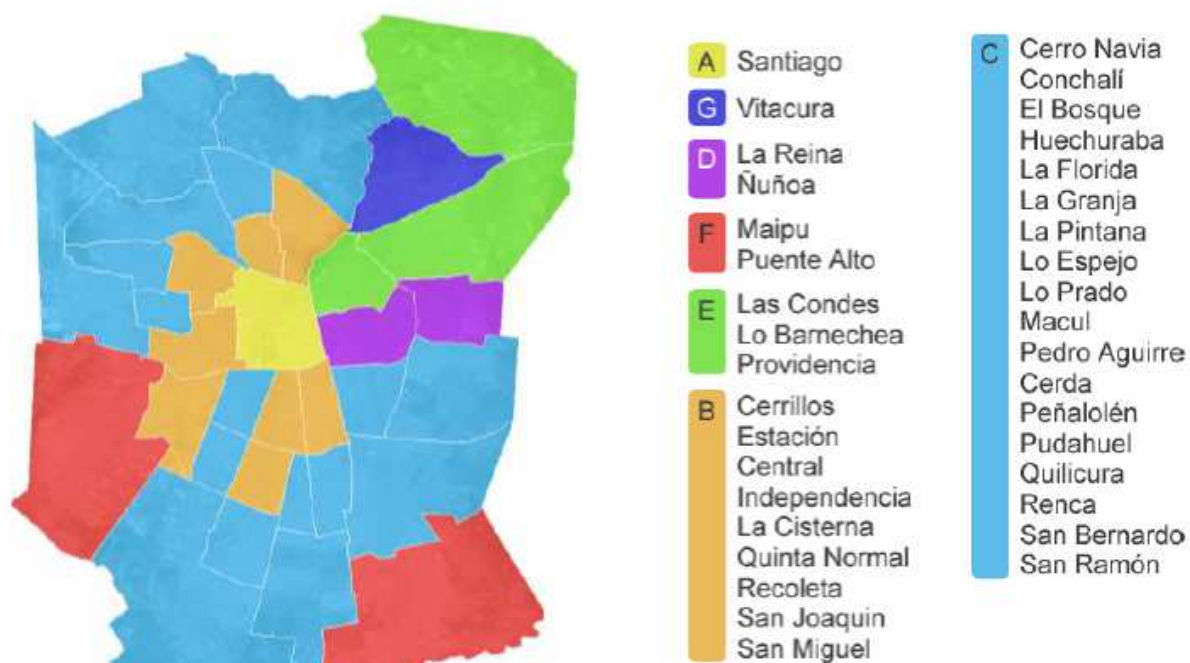 A Santiago
G Vitacura
D La Reina
Ñuñoa
F Maipu
Puente Alto
E Las Condes
Lo Barnechea
Providencia
B Cerrillos
Estación
Central
Independencia
La Cisterna
Quinta Normal
Recoleta
San Joaquin
San Miguel
C Cerro Navia
Conchalí
El Bosque
Huechuraba
La Florida
La Granja
La Pintana
Lo Espejo
Lo Prado
Macul
Pedro Aguirre
Cerda
Peñalolén
Pudahuel
Quilicura
Renca
San Bernardo
San Ramón